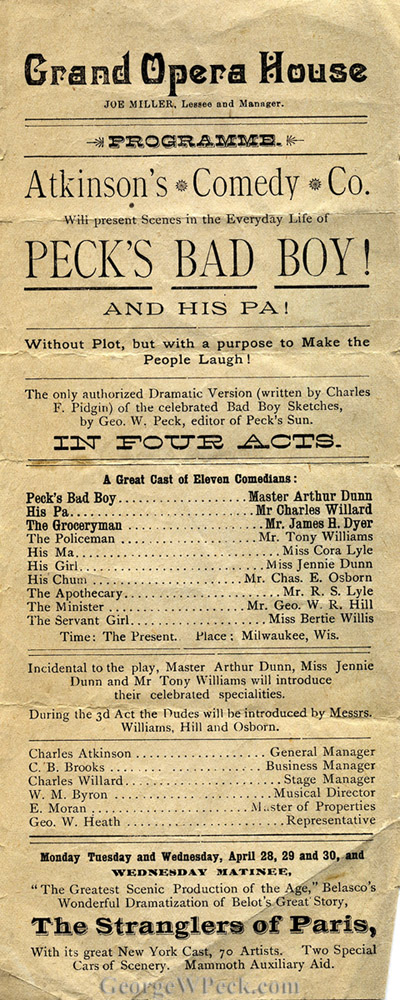 Grand Opera House
JOE MILLER, Lessee and Manager.
PROGRAMME.
Atkinson's Comedy Co.
Will present Scenes in the Everyday Life of
PECK'S BAD BOY!
AND HIS PA!
Without Plot, but with a purpose to Make the
People Laugh!
The only authorized Dramatic Version (written by Charles
F. Pidgin) of the celebrated Bad Boy Sketches,
by Geo. W. Peck, editor of Peck's Sun.
IN FOUR ACTS.
A Great Cast of Eleven Comedians:
Peck's Bad Boy....................Master Arthur Dunn
His Pa............................Mr Charles Willard
The Groceryman ...................Mr. James H. Dyer
The Policeman ....................Mr. Tony Williams
His Ma............................Miss Cora Lyle
His Girl..........................Miss Jennie Dunn
His Chum .........................Mr. Chas. E. Osborn
The Apothecary....................Mr. R. S. Lyle
The Minister .....................Mr. Geo. W. R. Hill
The Servant Girl..................Miss Bertie Willis
Time: The Present. Place: Milwaukee, Wis.
Incidental to the play, Master Arthur Dunn, Miss Jennie
Dunn and Mr Tony Williams will introduce
their celebrated specialities.
During the 3d Act the Dudes will be introduced by Messrs.
Williams, Hill and Osborn.
Charles Atkinson ..................General Manager
C. B. Brooks ......................Business Manager
Charles Willard....................Stage Manager
W. M. Byron .......................Musical Director
E. Moran ..........................Master of Properties
Geo. W. Heath .....................Representative
Monday Tuesday and Wednesday, April 28, 29 and 30, and
WEDNESDAY MATINEE,
"The Greatest Scenic Production of the Age," Belasco's
Wonderful Dramatization of Belot's Great Story,
The Stranglers of Paris,
With its great New York Cast, 70 Artists. Two Special
Cars of Scenery. Mammoth Auxiliary Aid.
GeorgeWPeck.com